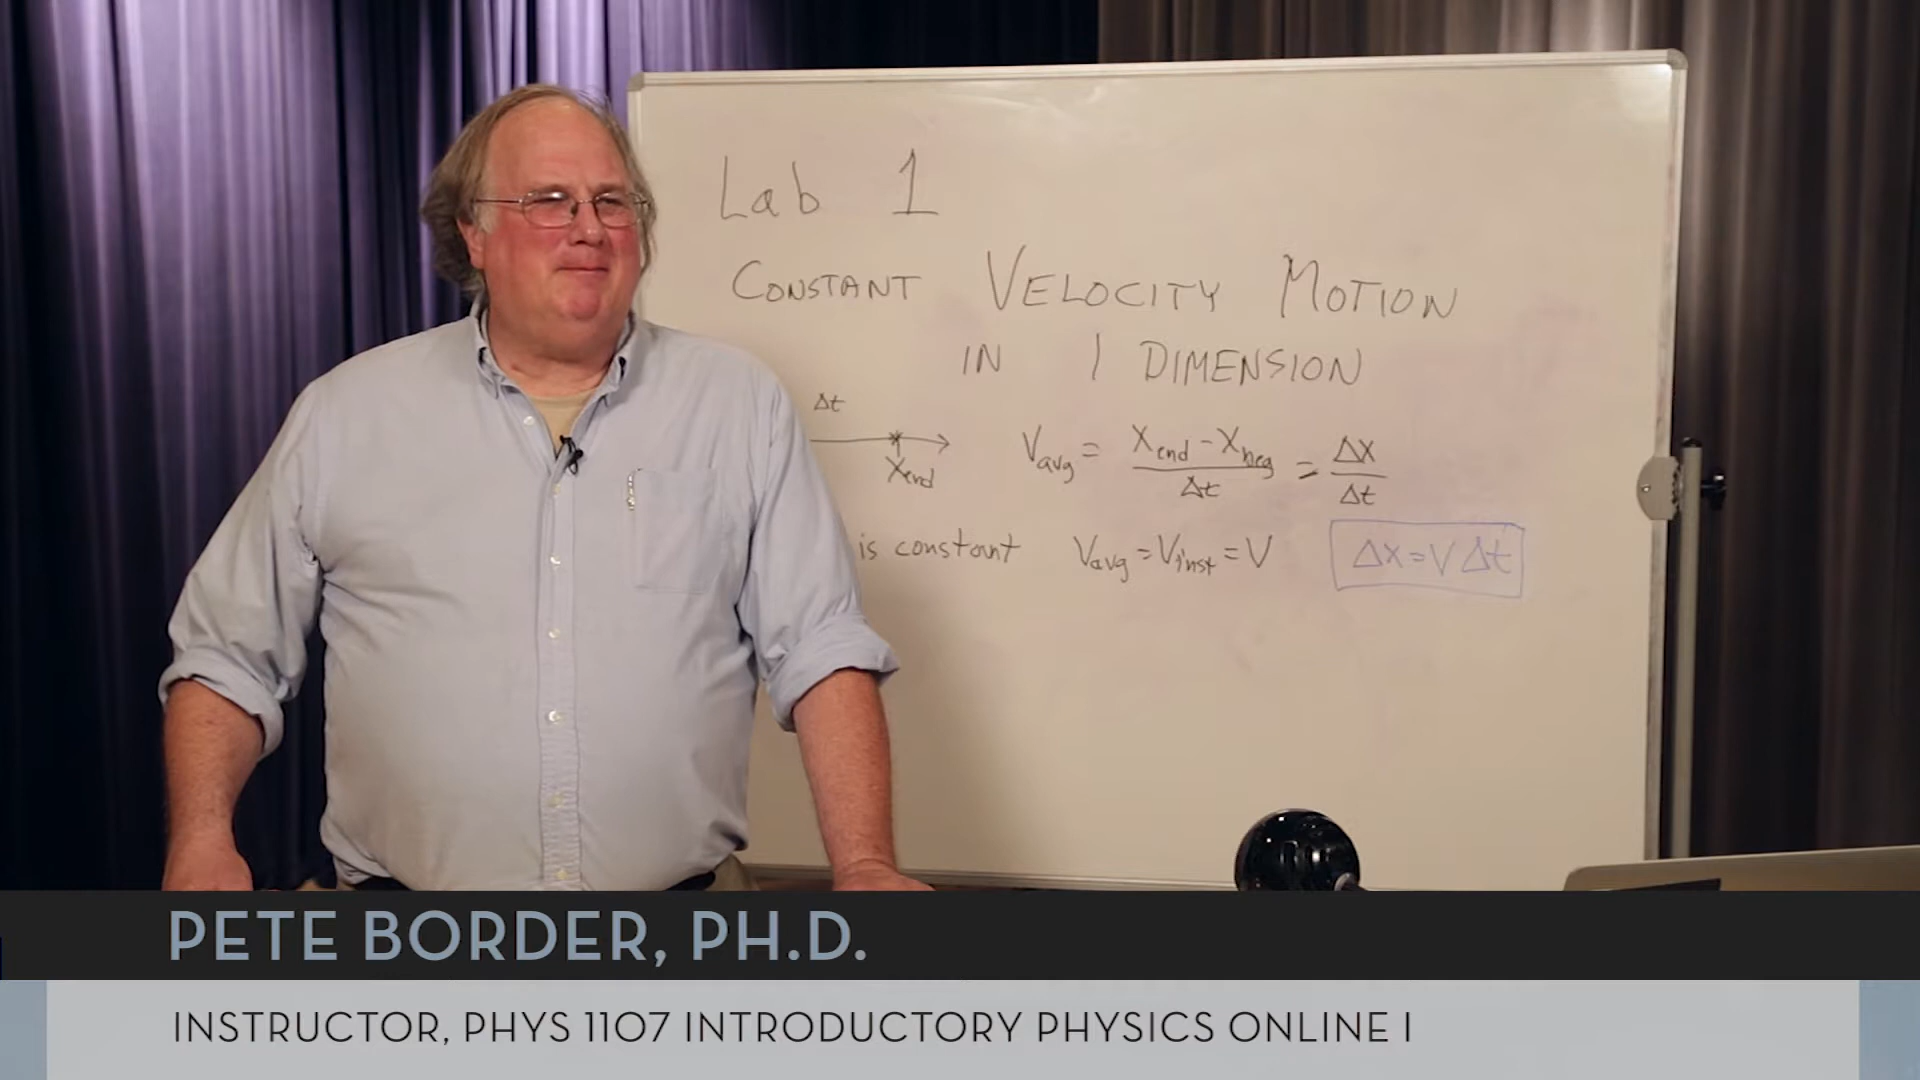 Lab 1
CONSTANT VELOCITY MOTION
IN 1 DIMENSION
Δt
Xend
Vavg = Xend - Xbeg / Δt = Δx / Δt
is constant Vavg = Vinst = V Δx = V Δt
PETE BORDER, PH.D.
INSTRUCTOR, PHYS 1107 INTRODUCTORY PHYSICS ONLINE I